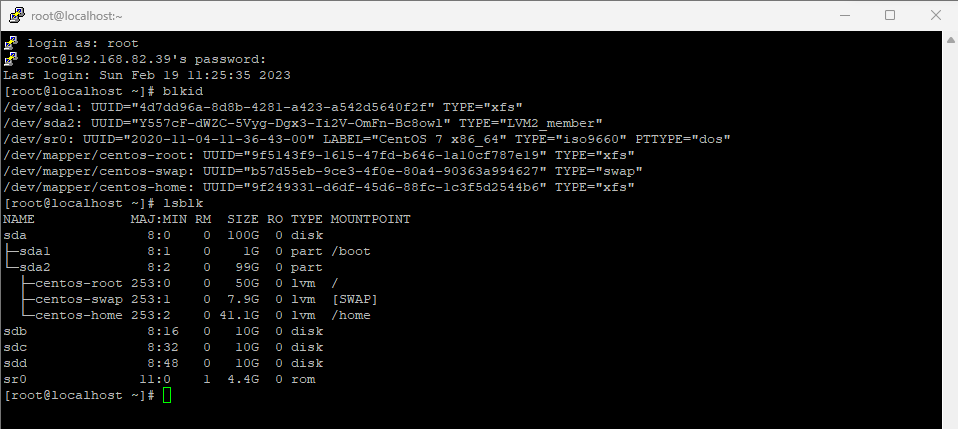 root@localhost:~
login as: root
root@192.168.82.39's password:
Last login: Sun Feb 19 11:25:35 2023
[root@localhost ~]# blkid
/dev/sda1: UUID="4d7dd96a-8d8b-4281-a423-a542d5640f2f" TYPE="xfs"
/dev/sda2: UUID="Y557cF-dWZC-5Vyg-Dgx3-Ii2V-OmFn-Bc8owl" TYPE="LVM2_member"
/dev/sr0: UUID="2020-11-04-11-36-43-00" LABEL="CentOS 7 x86_64" TYPE="iso9660" PTTYPE="dos"
/dev/mapper/centos-root: UUID="9f5143f9-1615-47fd-b646-1a10cf787e19" TYPE="xfs"
/dev/mapper/centos-swap: UUID="b57d55eb-9ce3-4f0e-80a4-90363a994627" TYPE="swap"
/dev/mapper/centos-home: UUID="9f249331-d6df-45d6-88fc-1c3f5d2544b6" TYPE="xfs"
[root@localhost ~]# lsblk
NAME            MAJ:MIN RM  SIZE RO TYPE MOUNTPOINT
sda               8:0    0  100G  0 disk
├─sda1            8:1    0    1G  0 part /boot
└─sda2            8:2    0   99G  0 part
  ├─centos-root 253:0    0   50G  0 lvm  /
  ├─centos-swap 253:1    0  7.9G  0 lvm  [SWAP]
  └─centos-home 253:2    0 41.1G  0 lvm  /home
sdb               8:16   0   10G  0 disk
sdc               8:32   0   10G  0 disk
sdd               8:48   0   10G  0 disk
sr0              11:0    1  4.4G  0 rom
[root@localhost ~]#